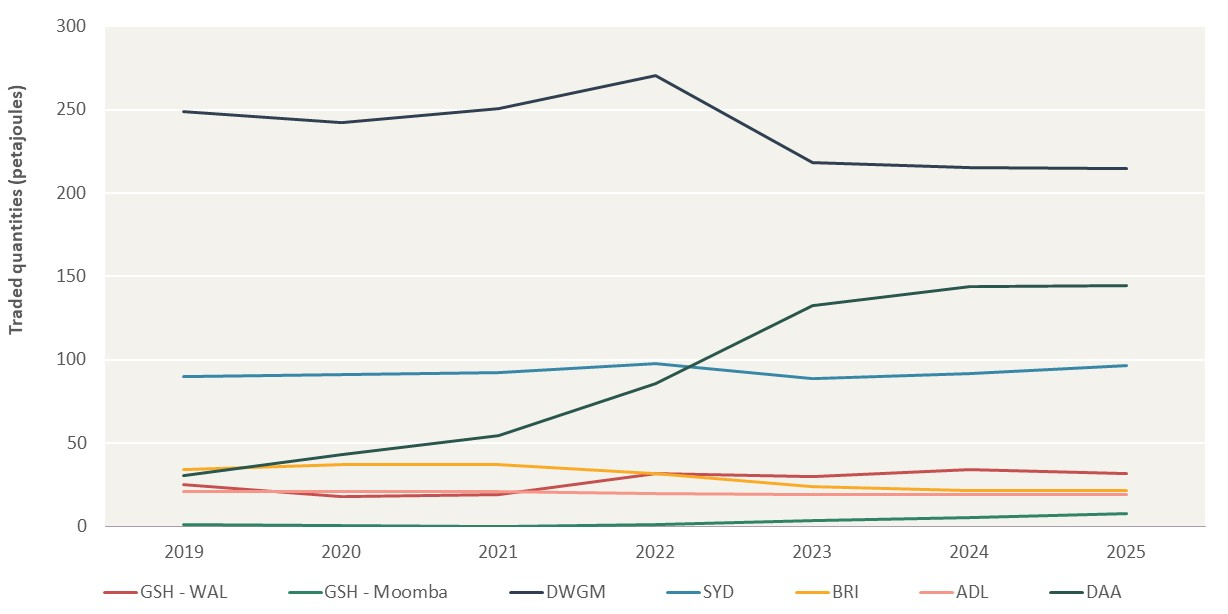 300
250
200
150
100
50
0
Traded quantities (petajoules)
2019 2020 2021 2022 2023 2024 2025
GSH - WAL GSH - Moomba DWGM SYD BRI ADL DAA